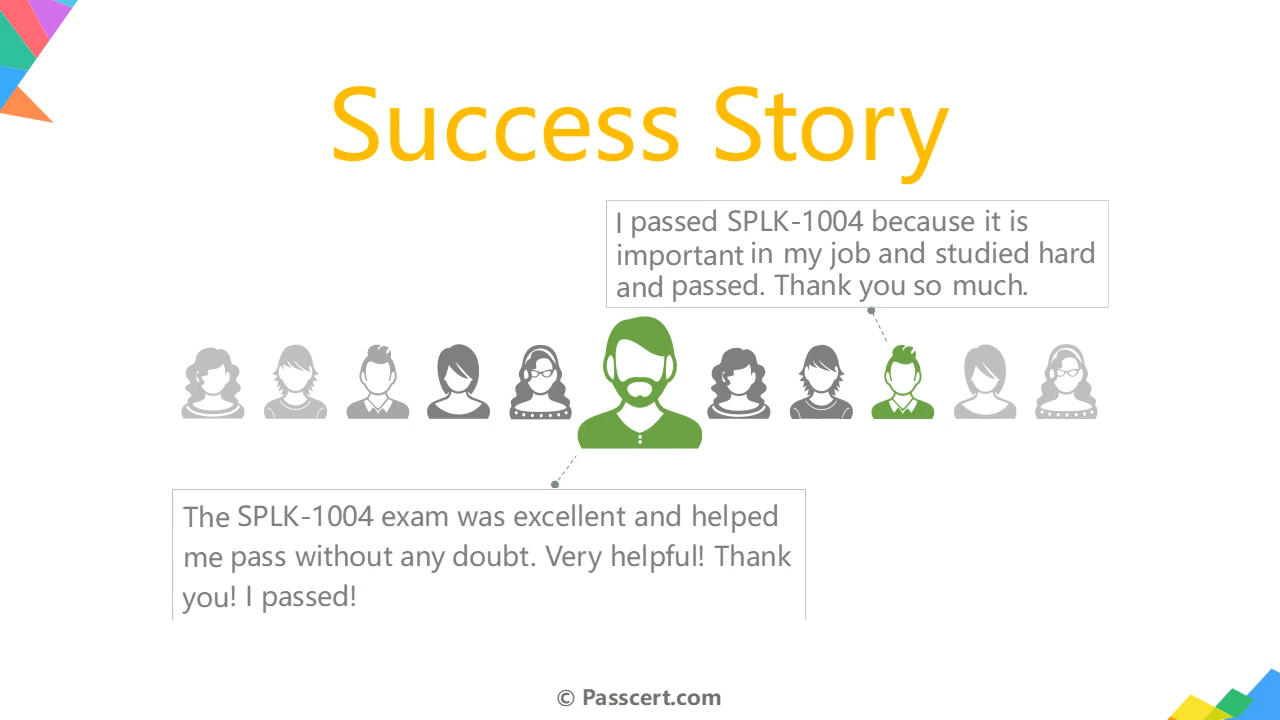 Success Story
I passed SPLK-1004 because it is
important in my job and studied hard
and passed. Thank you so much.
The SPLK-1004 exam was excellent and helped
me pass without any doubt. Very helpful! Thank
you! I passed!
© Passcert.com